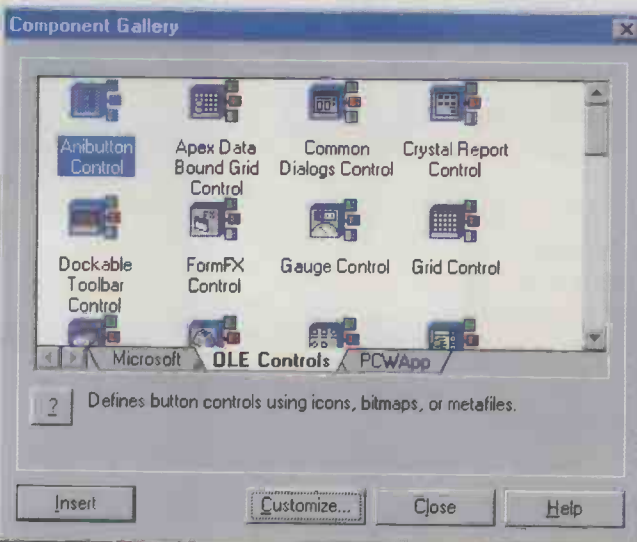 Component Gallery
Anibutton Control
Apex Data Bound Grid Control
Common Dialogs Control
Crystal Report Control
Dockable Toolbar Control
FormFX Control
Gauge Control
Grid Control
Microsoft
OLE Controls
PCWApp
?
Defines button controls using icons, bitmaps, or metafiles.
Insert
Customize...
Close
Help